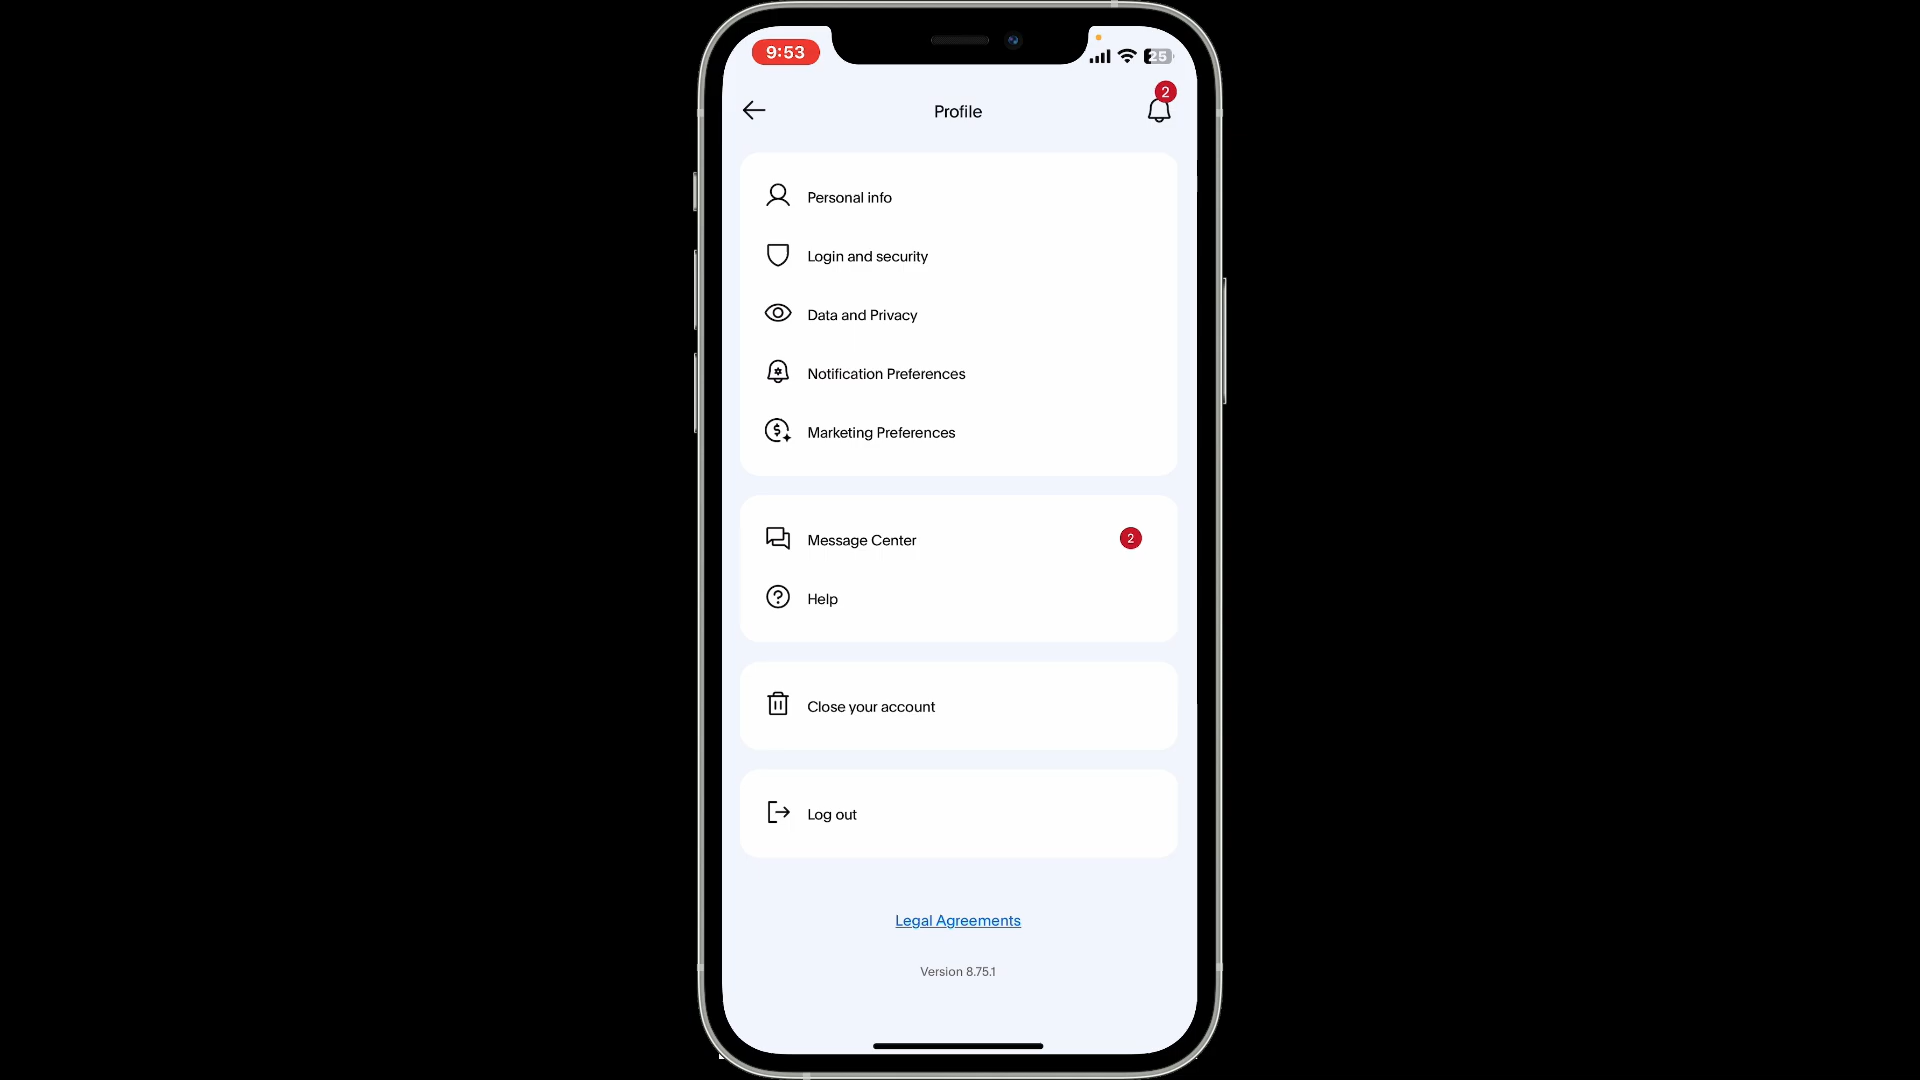 9:53
25
2
Profile
Personal info
Login and security
Data and Privacy
Notification Preferences
Marketing Preferences
Message Center
2
Help
Close your account
Log out
Legal Agreements
Version 8.75.1